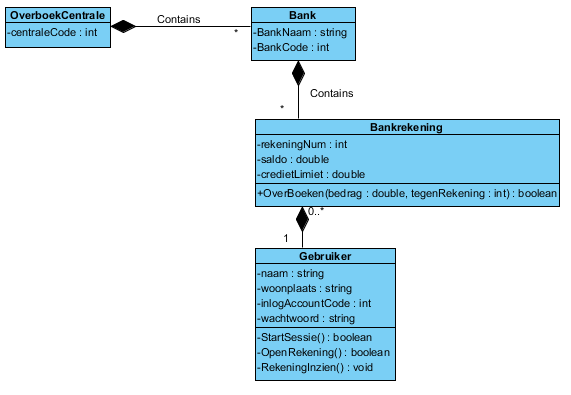 OverboekCentrale
-centraleCode : int
Contains
*
Bank
-BankNaam : string
-BankCode : int
Contains
*
Bankrekening
-rekeningNum : int
-saldo : double
-credietLimiet : double
+OverBoeken(bedrag : double, tegenRekening : int) : boolean
0..*
1
Gebruiker
-naam : string
-woonplaats : string
-inlogAccountCode : int
-wachtwoord : string
-StartSessie() : boolean
-OpenRekening() : boolean
-RekeningInzien() : void